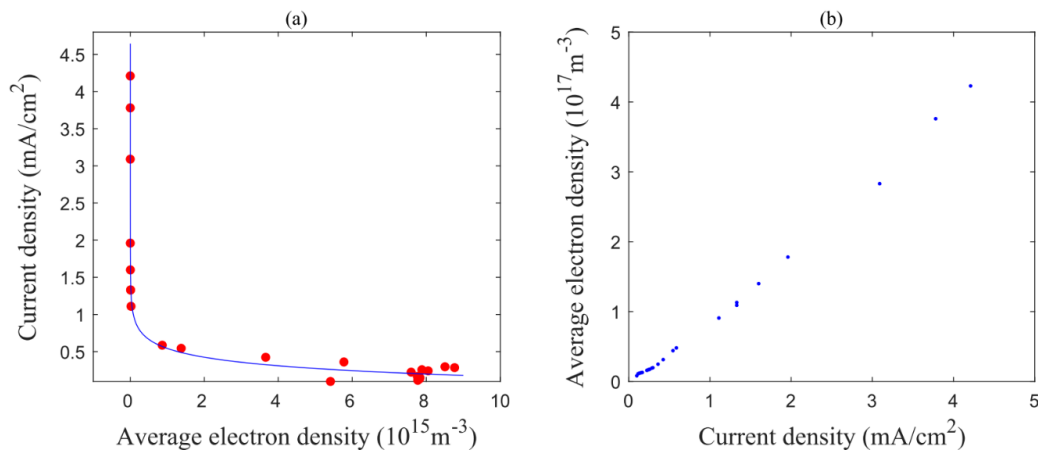 (a)
4.5
4
3.5
3
2.5
2
1.5
1
0.5
0 2 4 6 8 10
Current density (mA/cm²)
Average electron density (10¹⁵m⁻³)
(b)
5
4
3
2
1
0
0 1 2 3 4 5
Average electron density (10¹⁷m⁻³)
Current density (mA/cm²)